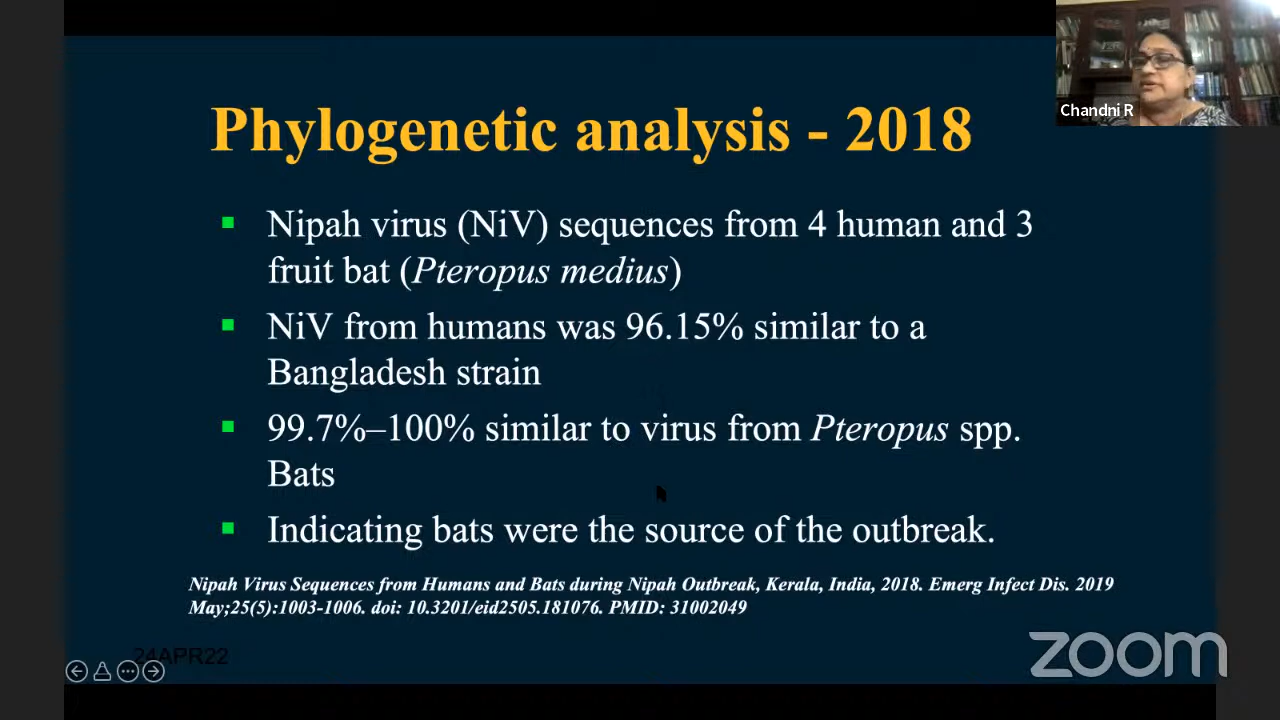 Chandni R
Phylogenetic analysis - 2018
Nipah virus (NiV) sequences from 4 human and 3
fruit bat (Pteropus medius)
NiV from humans was 96.15% similar to a
Bangladesh strain
99.7%–100% similar to virus from Pteropus spp.
Bats
Indicating bats were the source of the outbreak.
Nipah Virus Sequences from Humans and Bats during Nipah Outbreak, Kerala, India, 2018. Emerg Infect Dis. 2019
May;25(5):1003-1006. doi: 10.3201/eid2505.181076. PMID: 31002049
24APR22
zoom